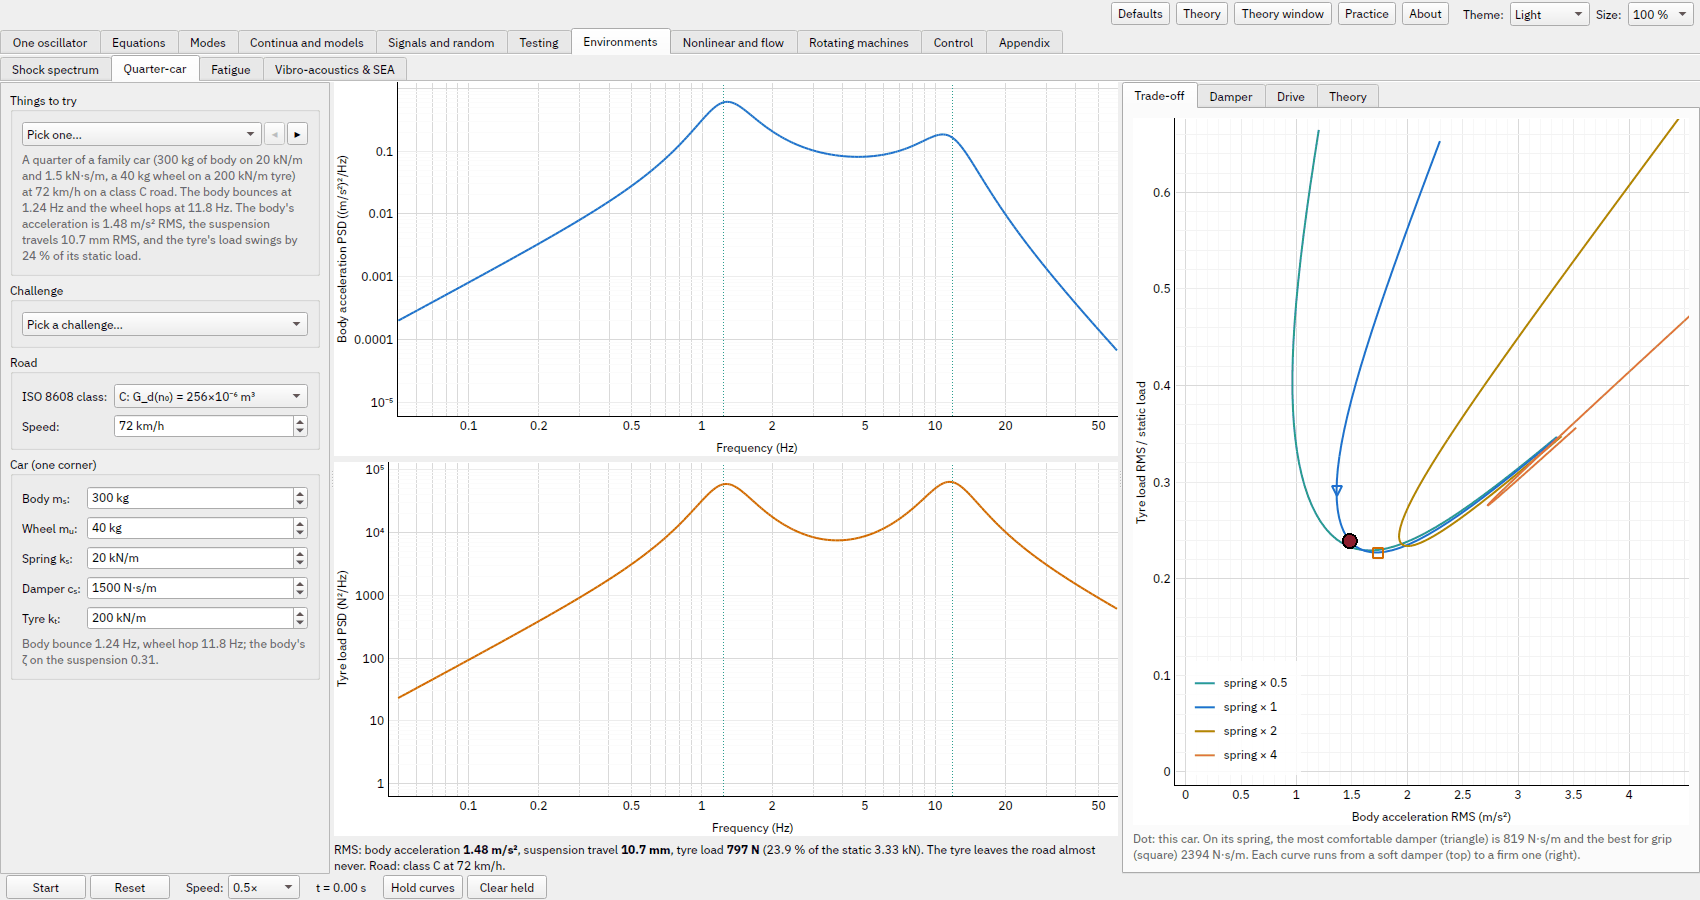 Defaults
Theory
Theory window
Practice
About
Theme:
Light
Size:
100 %
One oscillator
Equations
Modes
Continua and models
Signals and random
Testing
Environments
Nonlinear and flow
Rotating machines
Control
Appendix
Shock spectrum
Quarter-car
Fatigue
Vibro-acoustics & SEA
Things to try
Pick one...
A quarter of a family car (300 kg of body on 20 kN/m
and 1.5 kN·s/m, a 40 kg wheel on a 200 kN/m tyre)
at 72 km/h on a class C road. The body bounces at
1.24 Hz and the wheel hops at 11.8 Hz. The body's
acceleration is 1.48 m/s² RMS, the suspension
travels 10.7 mm RMS, and the tyre's load swings by
24 % of its static load.
Challenge
Pick a challenge...
Road
ISO 8608 class:
C: G_d(n₀) = 256×10⁻⁶ m³
Speed:
72 km/h
Car (one corner)
Body mₛ:
300 kg
Wheel mᵤ:
40 kg
Spring kₛ:
20 kN/m
Damper cₛ:
1500 N·s/m
Tyre kₜ:
200 kN/m
Body bounce 1.24 Hz, wheel hop 11.8 Hz; the body's
ζ on the suspension 0.31.
Body acceleration PSD ((m/s²)²/Hz)
0.1
0.01
0.001
0.0001
10⁻⁵
0.1
0.2
0.5
1
2
5
10
20
50
Frequency (Hz)
Tyre load PSD (N²/Hz)
10⁵
10⁴
1000
100
10
1
0.1
0.2
0.5
1
2
5
10
20
50
Frequency (Hz)
RMS: body acceleration 1.48 m/s², suspension travel 10.7 mm, tyre load 797 N (23.9 % of the static 3.33 kN). The tyre leaves the road almost
never. Road: class C at 72 km/h.
Trade-off
Damper
Drive
Theory
Tyre load RMS / static load
0.6
0.5
0.4
0.3
0.2
0.1
0
spring × 0.5
spring × 1
spring × 2
spring × 4
0
0.5
1
1.5
2
2.5
3
3.5
4
Body acceleration RMS (m/s²)
Dot: this car. On its spring, the most comfortable damper (triangle) is 819 N·s/m and the best for grip
(square) 2394 N·s/m. Each curve runs from a soft damper (top) to a firm one (right).
Start
Reset
Speed:
0.5×
t = 0.00 s
Hold curves
Clear held